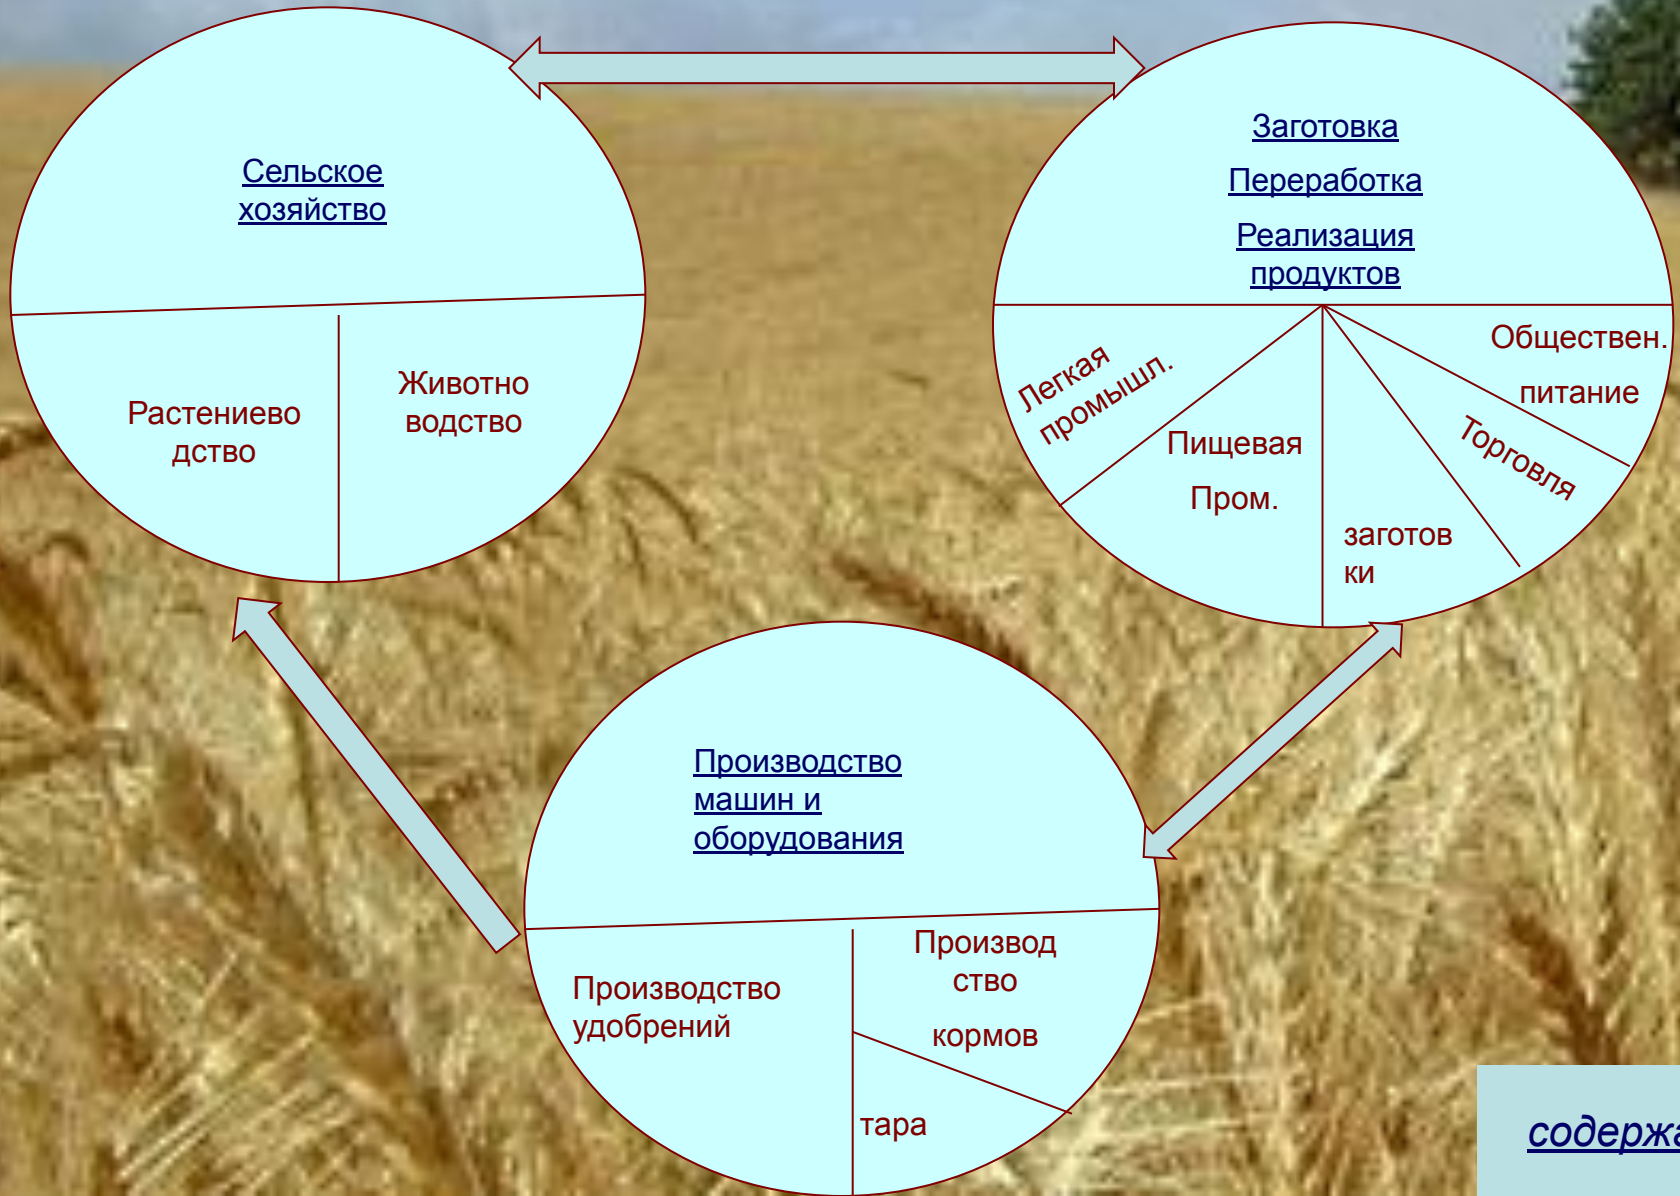 Сельское
хозяйство
Растениево
дство
Животно
водство
Заготовка
Переработка
Реализация
продуктов
Легкая
промышл.
Пищевая
Пром.
заготов
ки
Торговля
Обществен.
питание
Производство
машин и
оборудования
Производство
удобрений
Производ
ство
кормов
тара
содержа